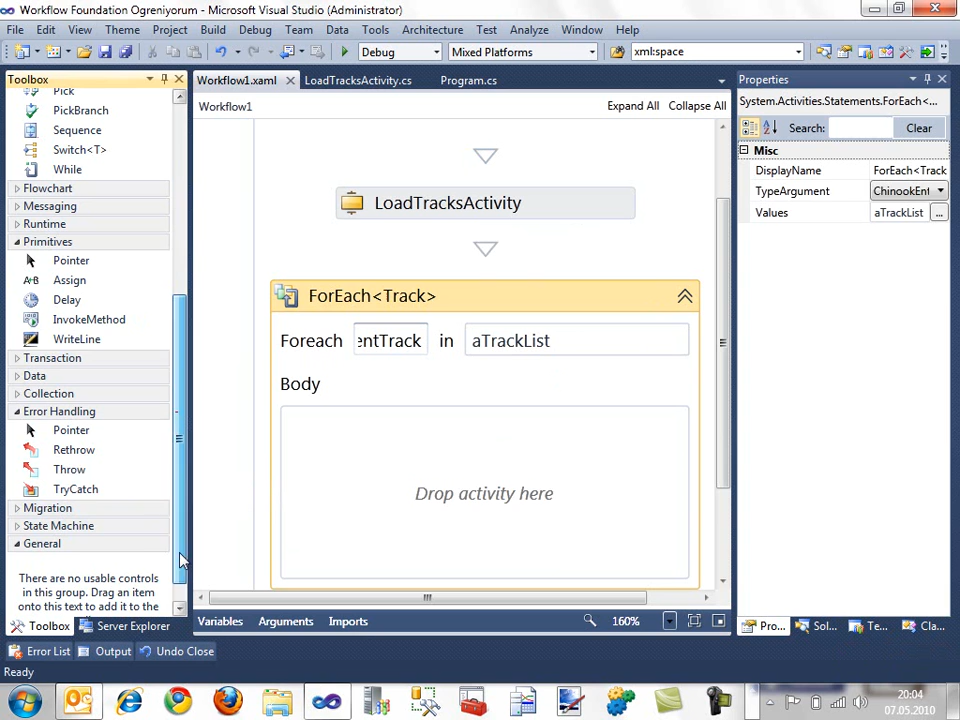 Workflow Foundation Ogreniyorum - Microsoft Visual Studio (Administrator)
File Edit View Theme Project Build Debug Team Data Tools Architecture Test Analyze Window Help
Debug Mixed Platforms xml:space
Toolbox
Pick
PickBranch
Sequence
Switch<T>
While
Flowchart
Messaging
Runtime
Primitives
Pointer
Assign
Delay
InvokeMethod
WriteLine
Transaction
Data
Collection
Error Handling
Pointer
Rethrow
Throw
TryCatch
Migration
State Machine
General
There are no usable controls
in this group. Drag an item
onto this text to add it to the
Toolbox Server Explorer
Workflow1.xaml LoadTracksActivity.cs Program.cs
Workflow1 Expand All Collapse All
LoadTracksActivity
ForEach<Track>
Foreach entTrack in aTrackList
Body
Drop activity here
Variables Arguments Imports 160%
Properties
System.Activities.Statements.ForEach<...
Search: Clear
Misc
DisplayName ForEach<Track
TypeArgument ChinookEnt
Values aTrackList ...
Pro... Sol... Te... Cla...
Error List Output Undo Close
Ready
20:04
07.05.2010